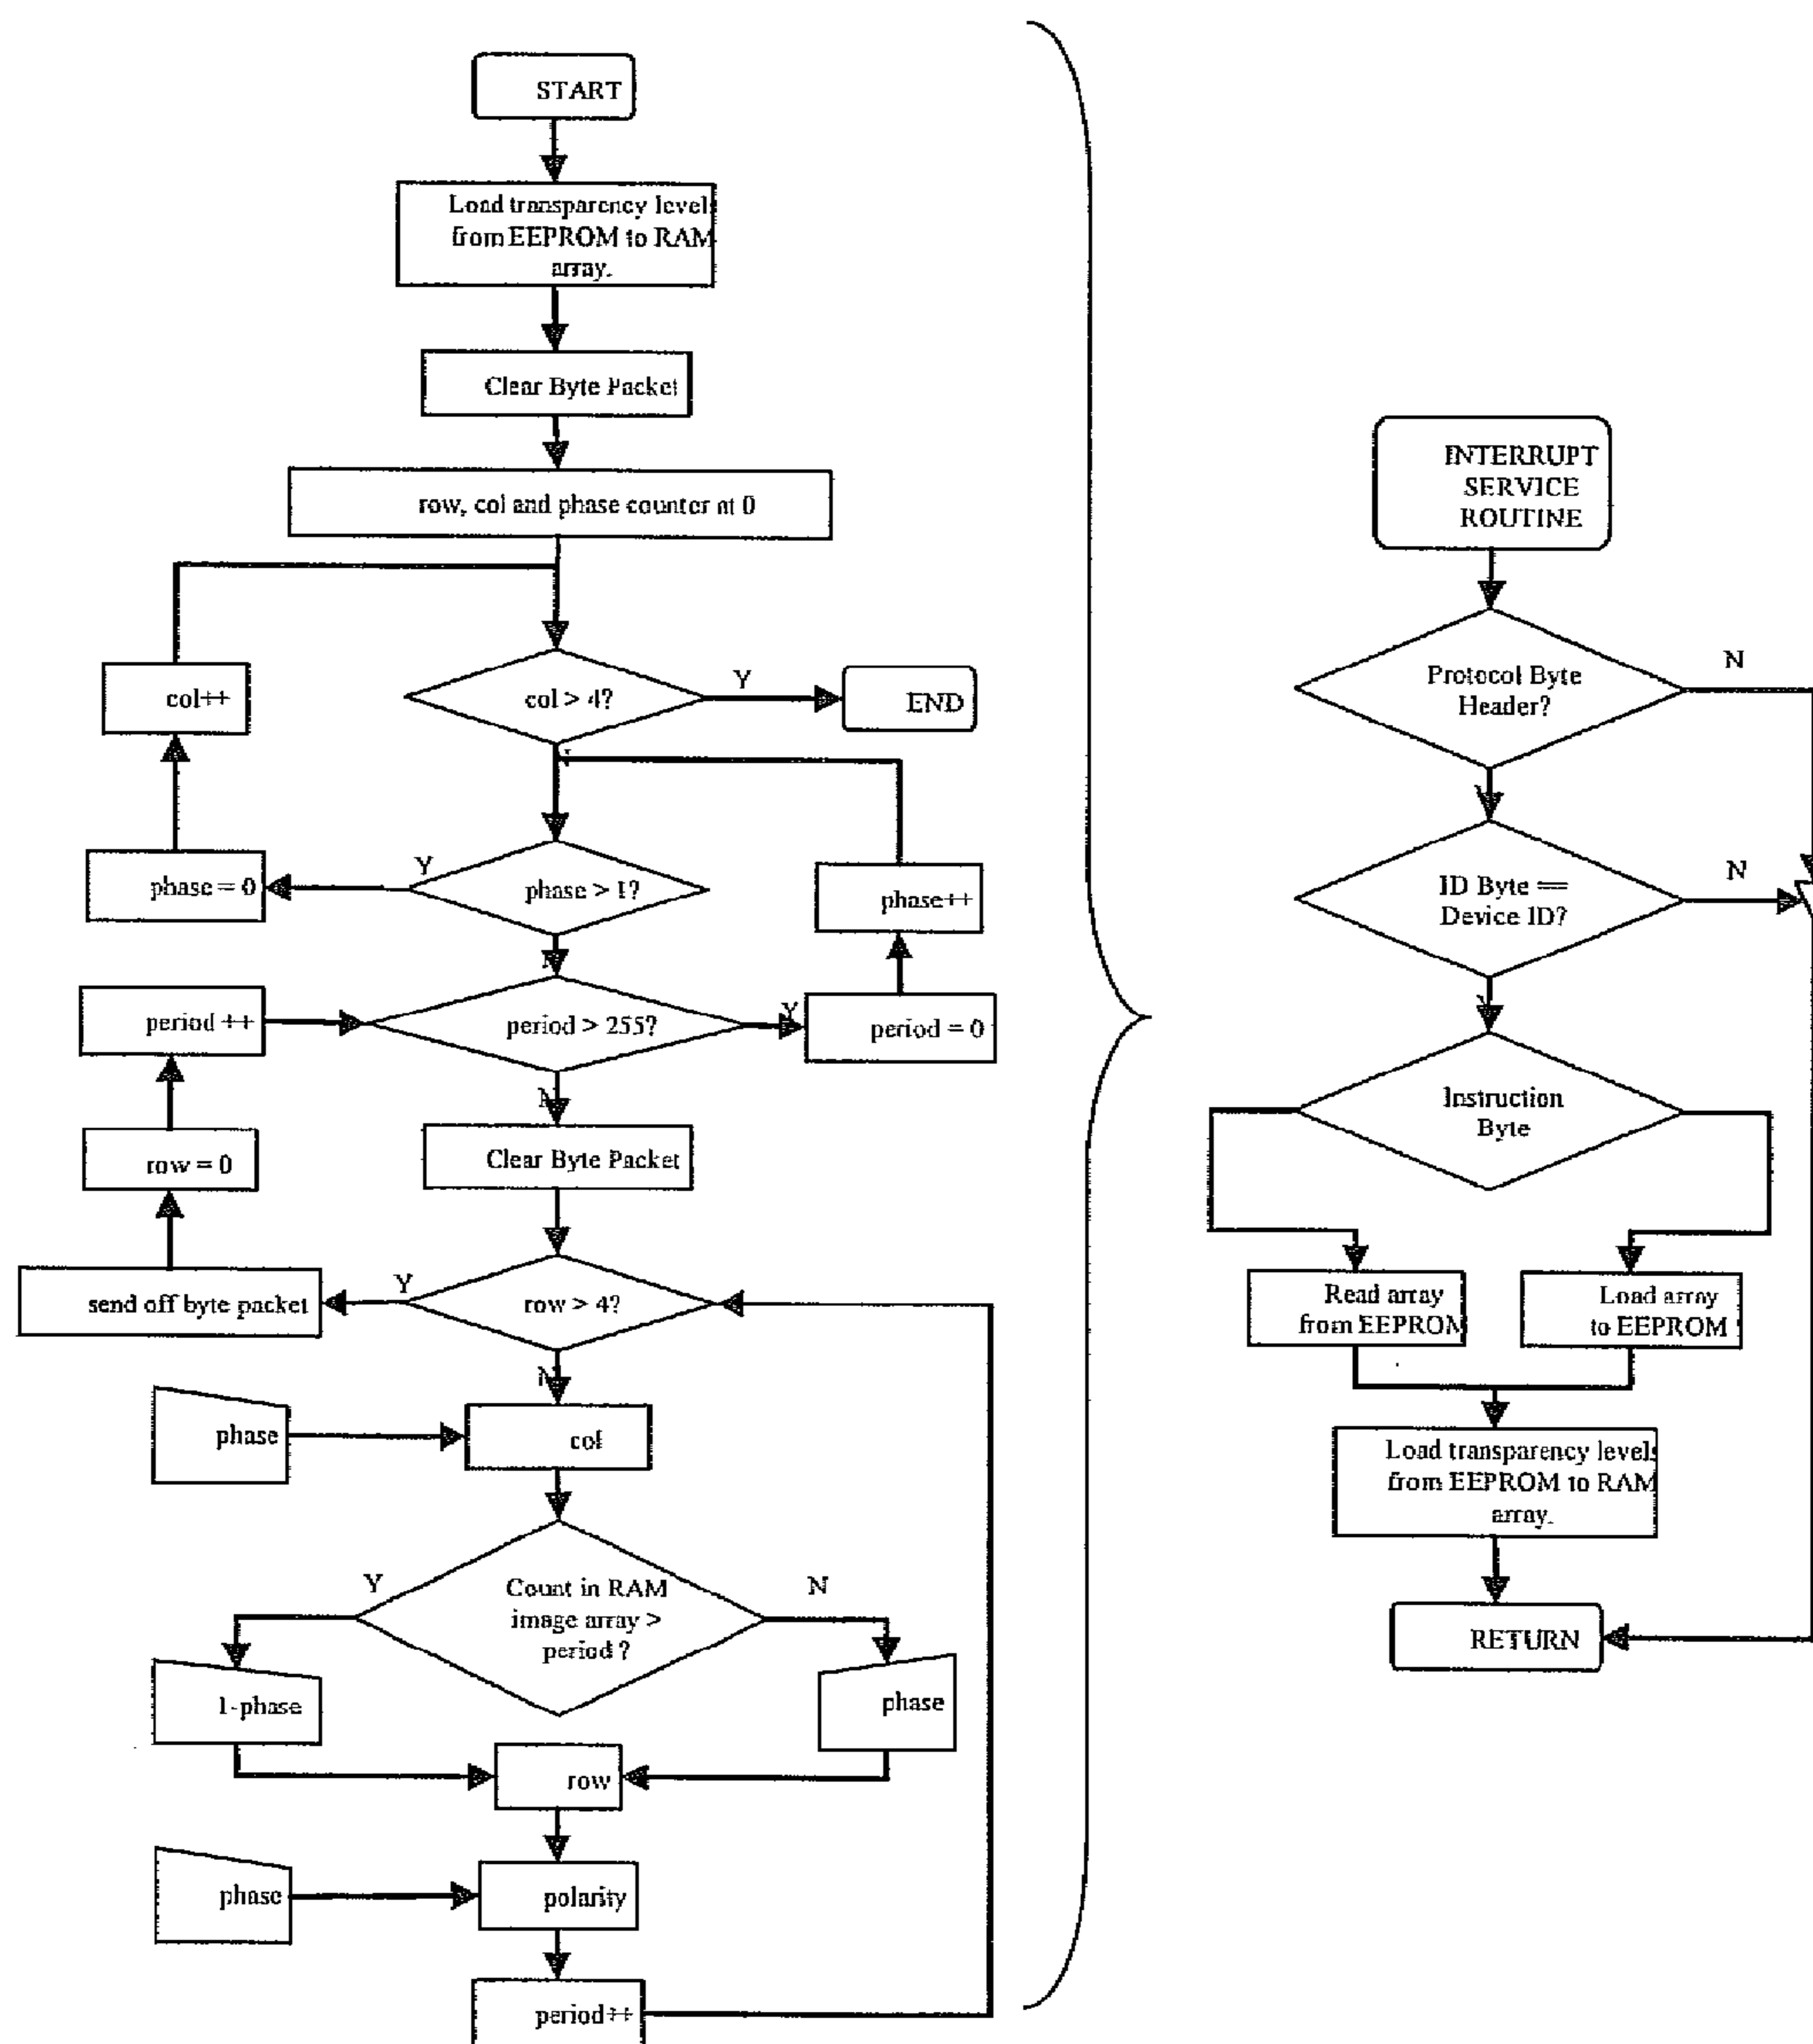 START
Load transparency levels
from EEPROM to RAM
array.
Clear Byte Packet
row, col and phase counter at 0
col++
col > 4?
Y
END
N
phase = 0
Y
phase > 1?
phase++
N
period ++
period > 255?
Y
period = 0
N
row = 0
Clear Byte Packet
send off byte packet
Y
row > 4?
N
phase
col
Y
Count in RAM
image array >
period ?
N
1-phase
phase
row
phase
polarity
period++
INTERRUPT
SERVICE
ROUTINE
Protocol Byte
Header?
N
Y
ID Byte ==
Device ID?
N
Y
Instruction
Byte
Read array
from EEPROM
Load array
to EEPROM
Load transparency levels
from EEPROM to RAM
array.
RETURN